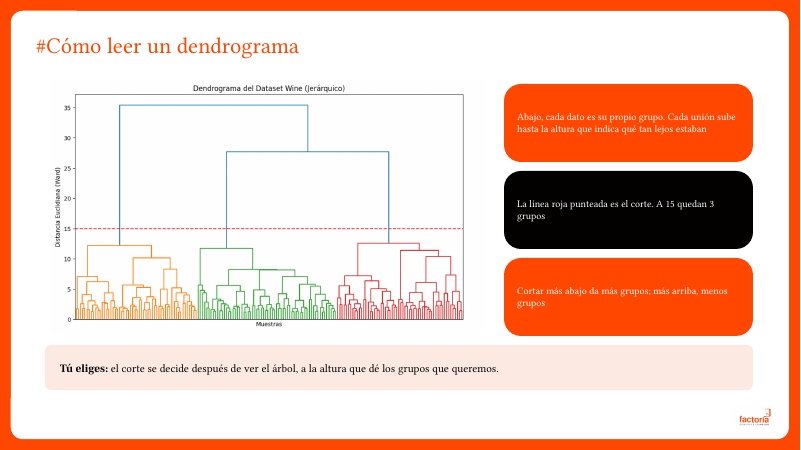 #Cómo leer un dendrograma
Dendrograma del Dataset Wine (Jerárquico)
Distancia Euclidiana (Ward)
35
30
25
20
15
10
5
0
Muestras
Abajo, cada dato es su propio grupo. Cada unión sube
hasta la altura que indica qué tan lejos estaban
La línea roja punteada es el corte. A 15 quedan 3
grupos
Cortar más abajo da más grupos; más arriba, menos
grupos
Tú eliges: el corte se decide después de ver el árbol, a la altura que dé los grupos que queremos.
factoría